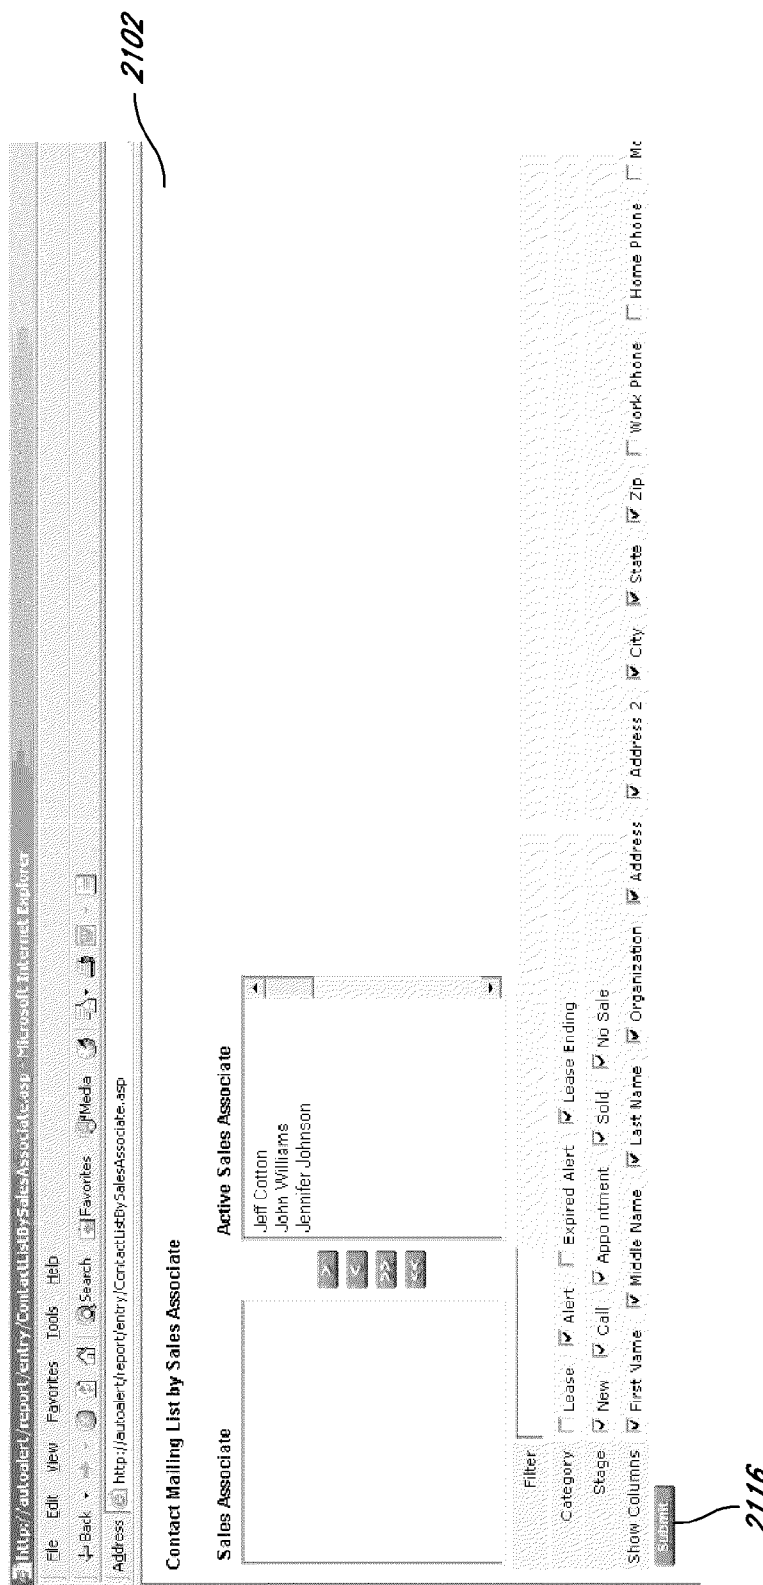 http://autoalert/report/entry/ContactListBySalesAssociate.asp - Microsoft Internet Explorer
File Edit View Favorites Tools Help
Back Search Favorites Media
Address http://autoalert/report/entry/ContactListBySalesAssociate.asp
2102
Contact Mailing List by Sales Associate
Sales Associate Active Sales Associate
Jeff Cotton
John Williams
Jennifer Johnson
>
<
>>
<<
Filter
Category Lease Alert Expired Alert Lease Ending
Stage New Call Appointment Sold No Sale
Show Columns First Name Middle Name Last Name Organization Address Address 2 City State Zip Work Phone Home Phone Mc
Submit
2116